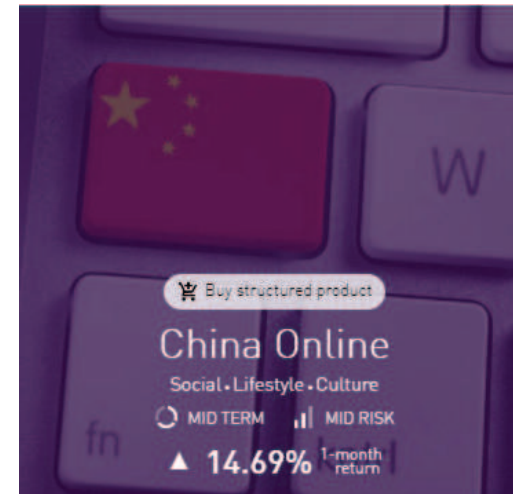 W
Buy structured product
China Online
Social • Lifestyle • Culture
MID TERM MID RISK
fn
▲ 14.69% 1-month return